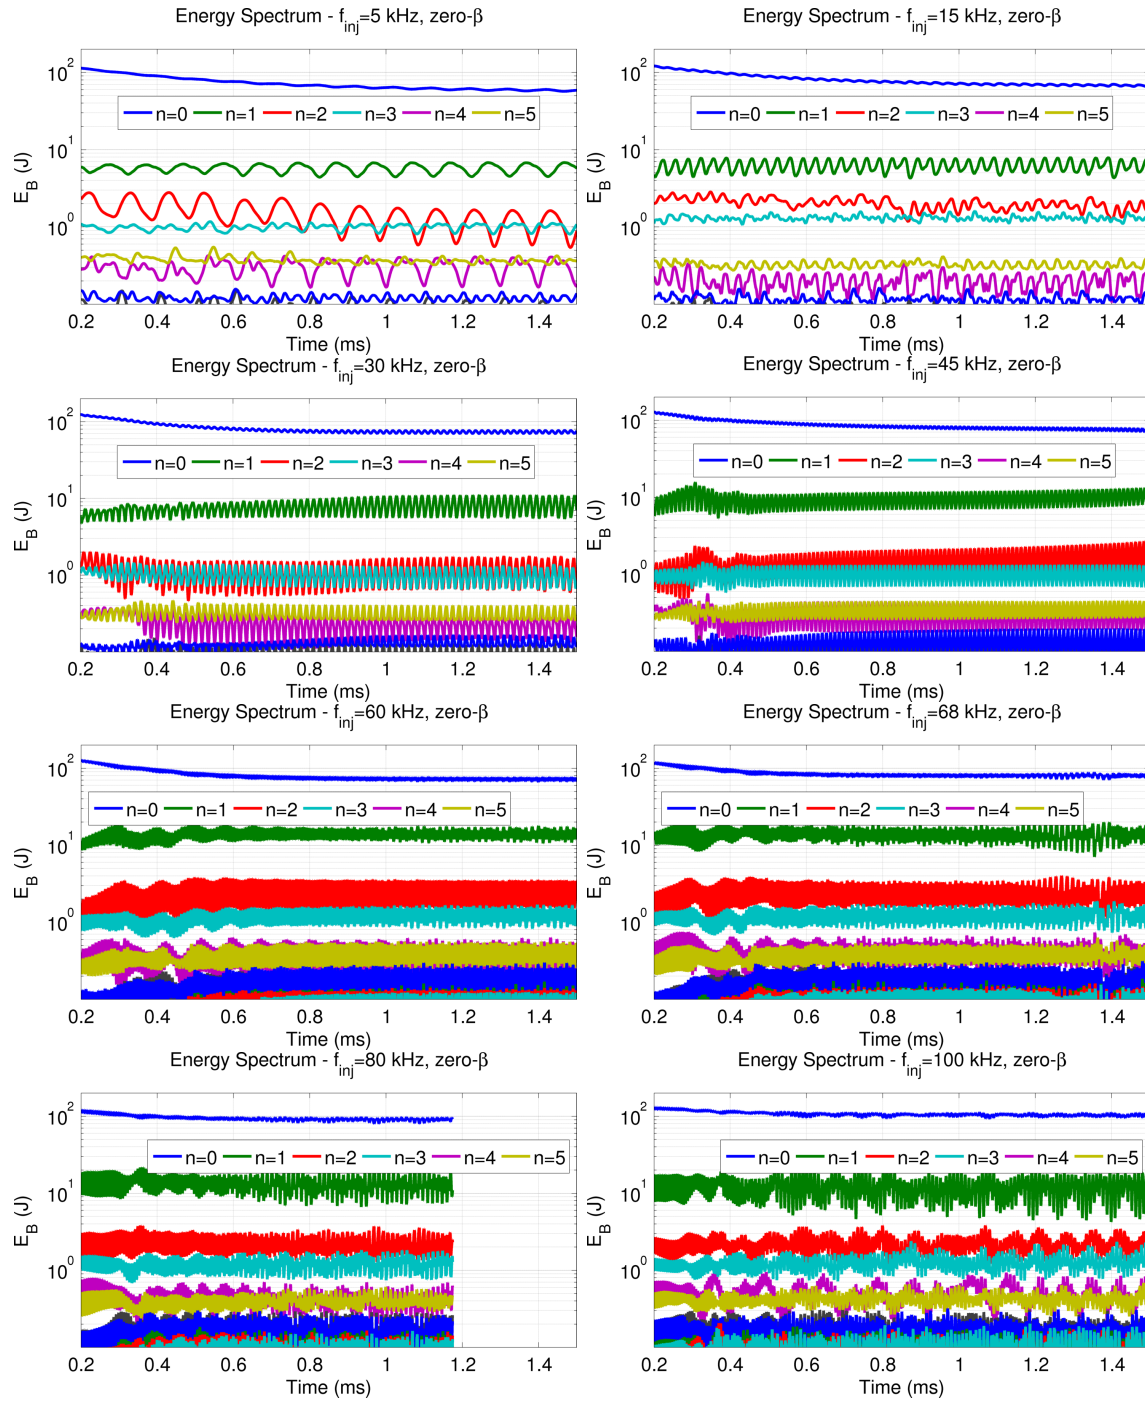 Energy Spectrum - f_inj=5 kHz, zero-β
10^2
10^1
10^0
E_B (J)
n=0 n=1 n=2 n=3 n=4 n=5
0.2 0.4 0.6 0.8 1 1.2 1.4
Time (ms)
Energy Spectrum - f_inj=15 kHz, zero-β
10^2
10^1
10^0
E_B (J)
n=0 n=1 n=2 n=3 n=4 n=5
0.2 0.4 0.6 0.8 1 1.2 1.4
Time (ms)
Energy Spectrum - f_inj=30 kHz, zero-β
10^2
10^1
10^0
E_B (J)
n=0 n=1 n=2 n=3 n=4 n=5
0.2 0.4 0.6 0.8 1 1.2 1.4
Time (ms)
Energy Spectrum - f_inj=45 kHz, zero-β
10^2
10^1
10^0
E_B (J)
n=0 n=1 n=2 n=3 n=4 n=5
0.2 0.4 0.6 0.8 1 1.2 1.4
Time (ms)
Energy Spectrum - f_inj=60 kHz, zero-β
10^2
10^1
10^0
E_B (J)
n=0 n=1 n=2 n=3 n=4 n=5
0.2 0.4 0.6 0.8 1 1.2 1.4
Time (ms)
Energy Spectrum - f_inj=68 kHz, zero-β
10^2
10^1
10^0
E_B (J)
n=0 n=1 n=2 n=3 n=4 n=5
0.2 0.4 0.6 0.8 1 1.2 1.4
Time (ms)
Energy Spectrum - f_inj=80 kHz, zero-β
10^2
10^1
10^0
E_B (J)
n=0 n=1 n=2 n=3 n=4 n=5
0.2 0.4 0.6 0.8 1 1.2 1.4
Time (ms)
Energy Spectrum - f_inj=100 kHz, zero-β
10^2
10^1
10^0
E_B (J)
n=0 n=1 n=2 n=3 n=4 n=5
0.2 0.4 0.6 0.8 1 1.2 1.4
Time (ms)